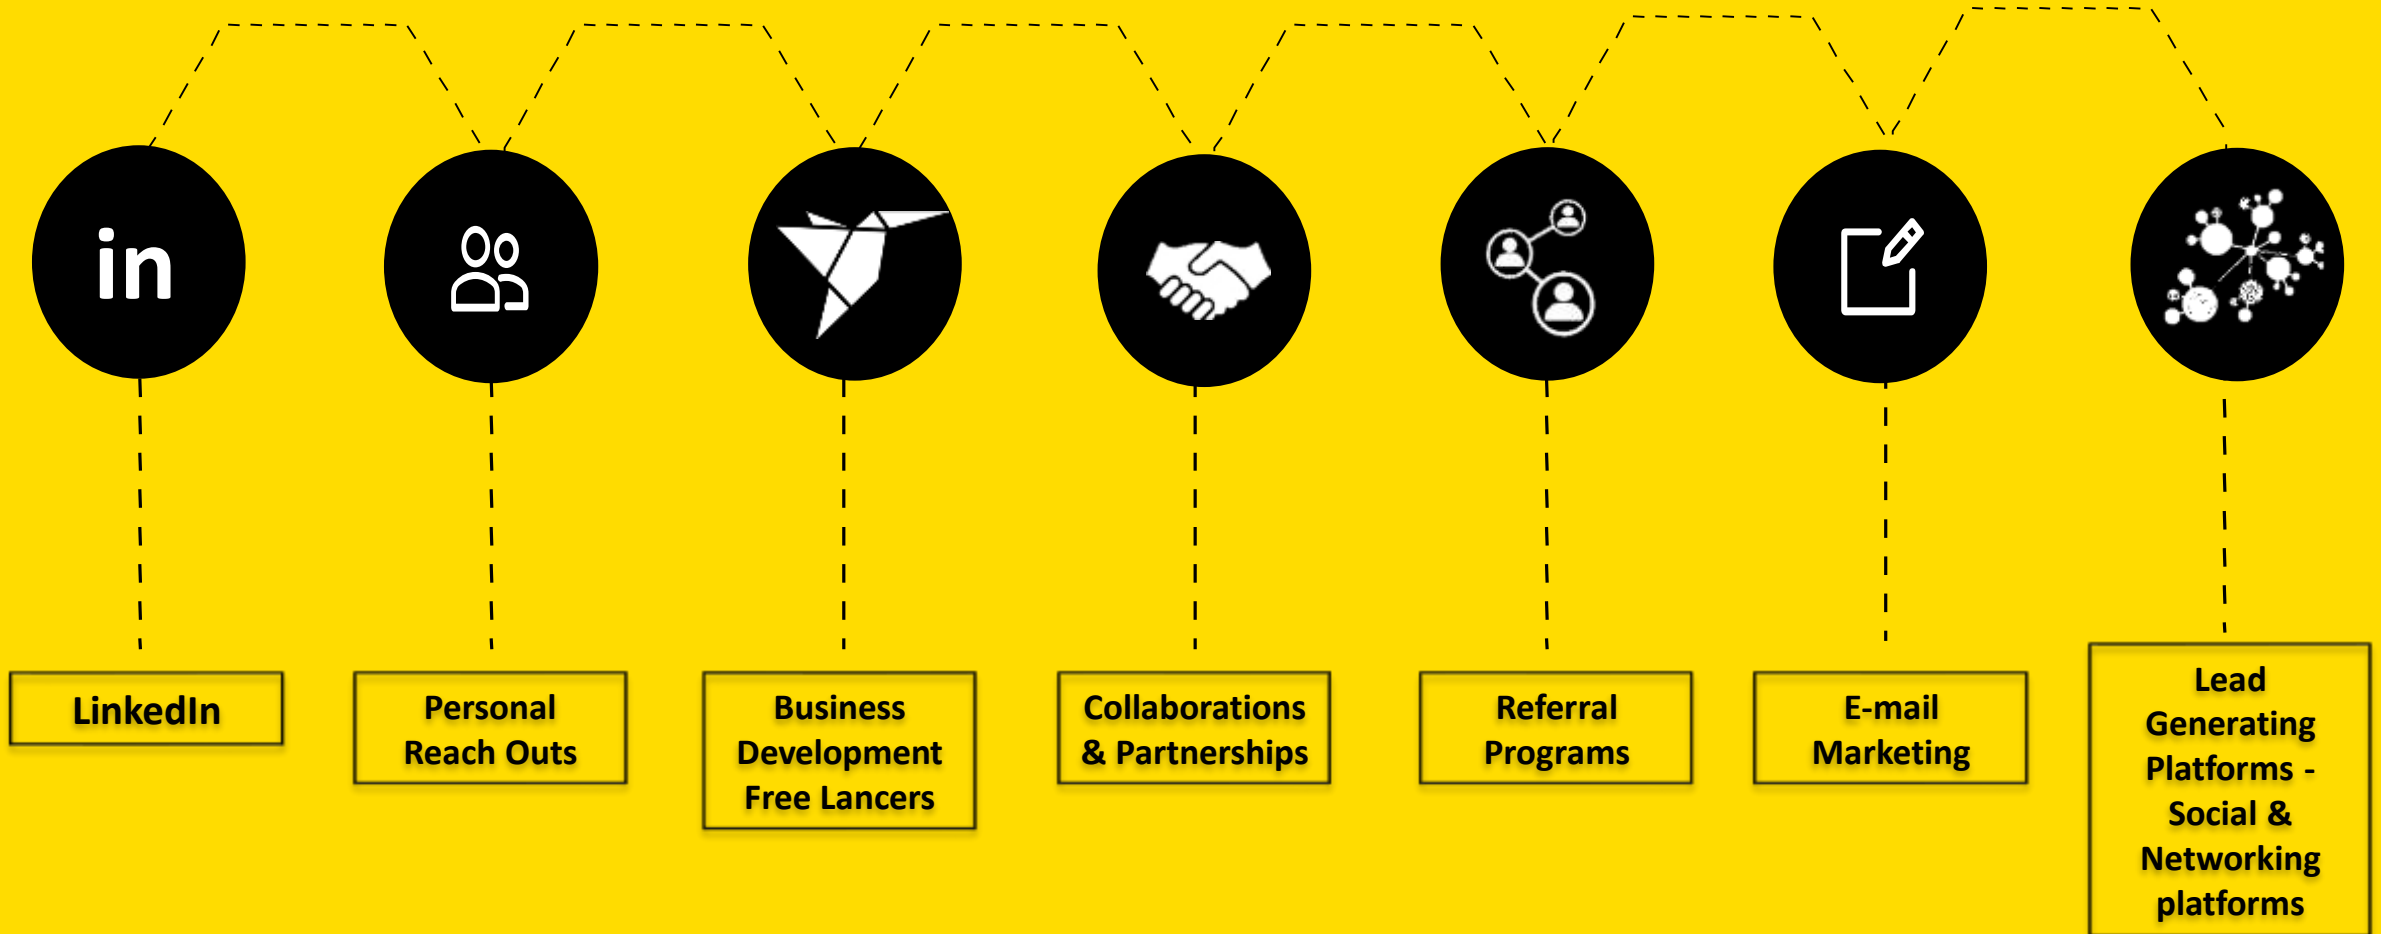 in
LinkedIn
Personal
Reach Outs
Business
Development
Free Lancers
Collaborations
& Partnerships
Referral
Programs
E-mail
Marketing
Lead
Generating
Platforms -
Social &
Networking
platforms